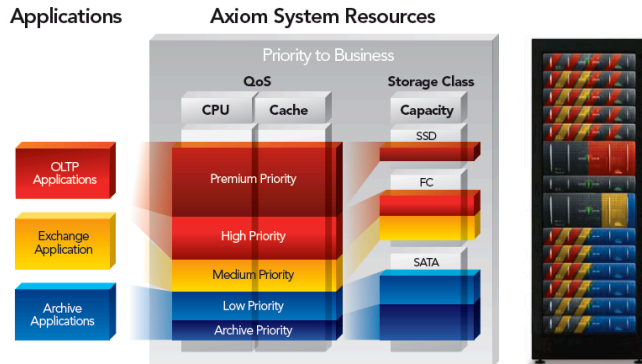 Applications
Axiom System Resources
Priority to Business
QoS
Storage Class
CPU
Cache
Capacity
SSD
OLTP
Applications
Premium Priority
FC
Exchange
Application
High Priority
Medium Priority
SATA
Archive
Applications
Low Priority
Archive Priority